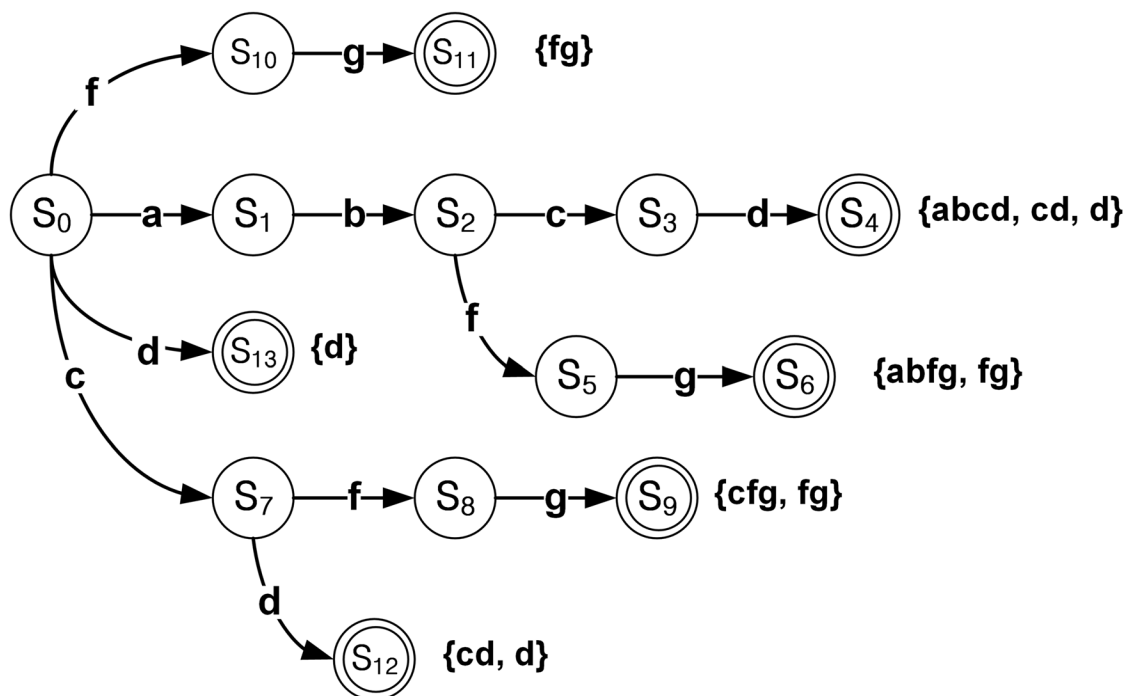 S10 g S11 {fg}
f
S0 a S1 b S2 c S3 d S4 {abcd, cd, d}
f
d S13 {d}
c
S5 g S6 {abfg, fg}
S7 f S8 g S9 {cfg, fg}
d
S12 {cd, d}